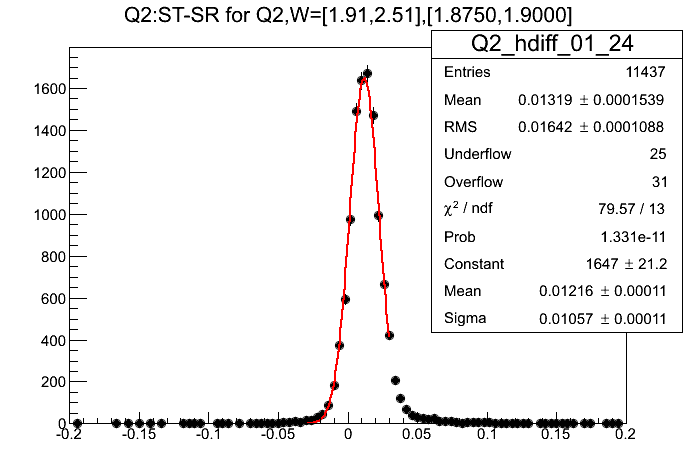 Q2:ST-SR for Q2,W=[1.91,2.51],[1.8750,1.9000]
Q2_hdiff_01_24
Entries 11437
Mean 0.01319 ± 0.0001539
RMS 0.01642 ± 0.0001088
Underflow 25
Overflow 31
χ² / ndf 79.57 / 13
Prob 1.331e-11
Constant 1647 ± 21.2
Mean 0.01216 ± 0.00011
Sigma 0.01057 ± 0.00011
1600
1400
1200
1000
800
600
400
200
0
-0.2 -0.15 -0.1 -0.05 0 0.05 0.1 0.15 0.2